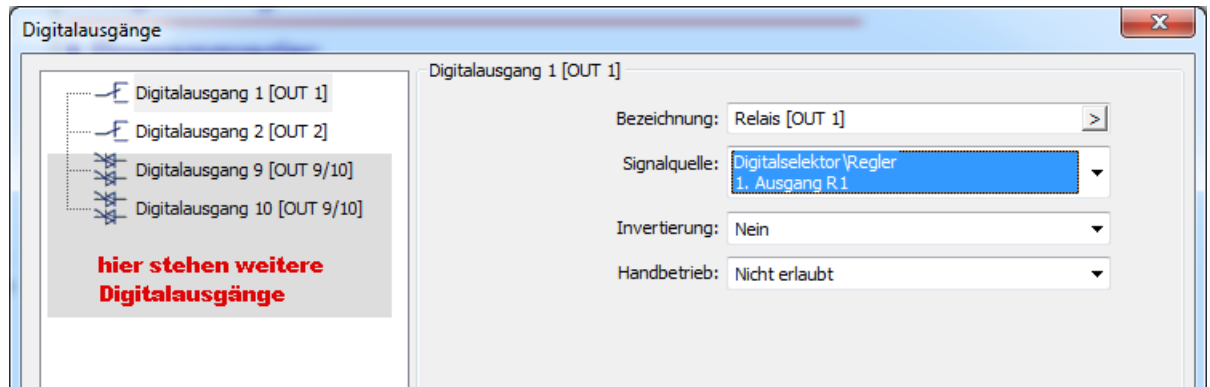 Digitalausgänge
Digitalausgang 1 [OUT 1]
Digitalausgang 2 [OUT 2]
Digitalausgang 9 [OUT 9/10]
Digitalausgang 10 [OUT 9/10]
hier stehen weitere
Digitalausgänge
Digitalausgang 1 [OUT 1]
Bezeichnung: Relais [OUT 1] >
Signalquelle: Digitalselektor\Regler
1. Ausgang R1
Invertierung: Nein
Handbetrieb: Nicht erlaubt